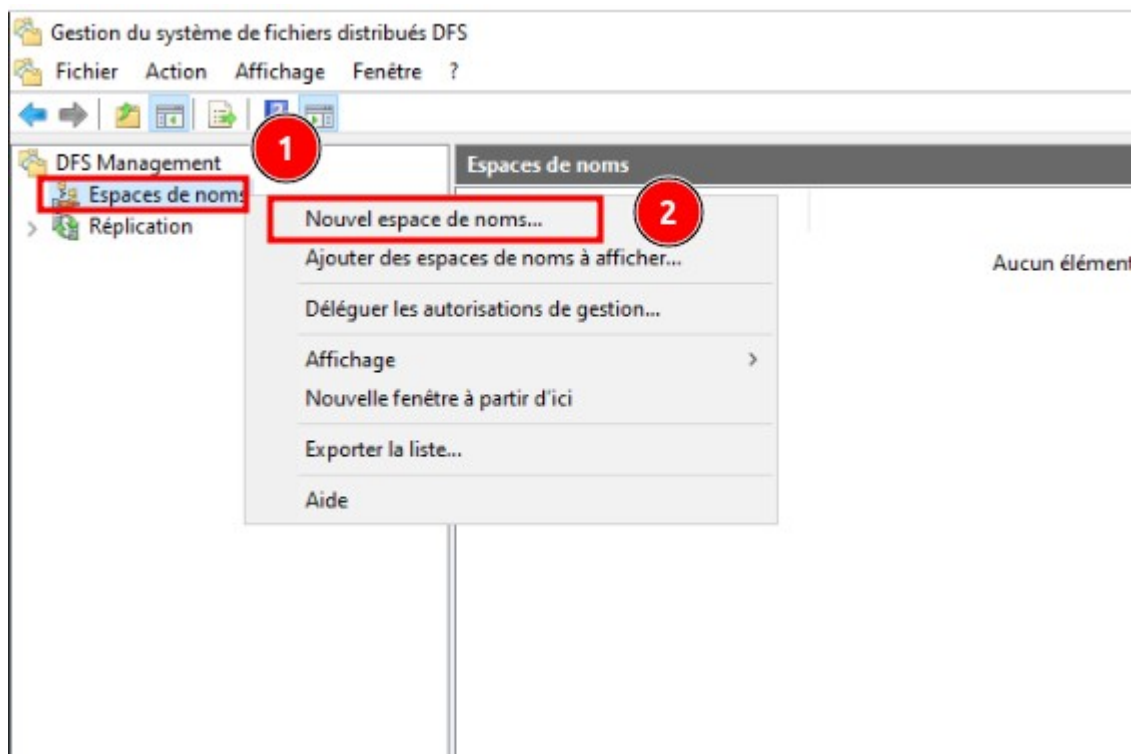 Gestion du système de fichiers distribués DFS
Fichier Action Affichage Fenêtre ?
1
DFS Management
Espaces de noms
Espaces de noms
Réplication
Nouvel espace de noms...
2
Ajouter des espaces de noms à afficher...
Aucun élément
Déléguer les autorisations de gestion...
Affichage
Nouvelle fenêtre à partir d'ici
Exporter la liste...
Aide